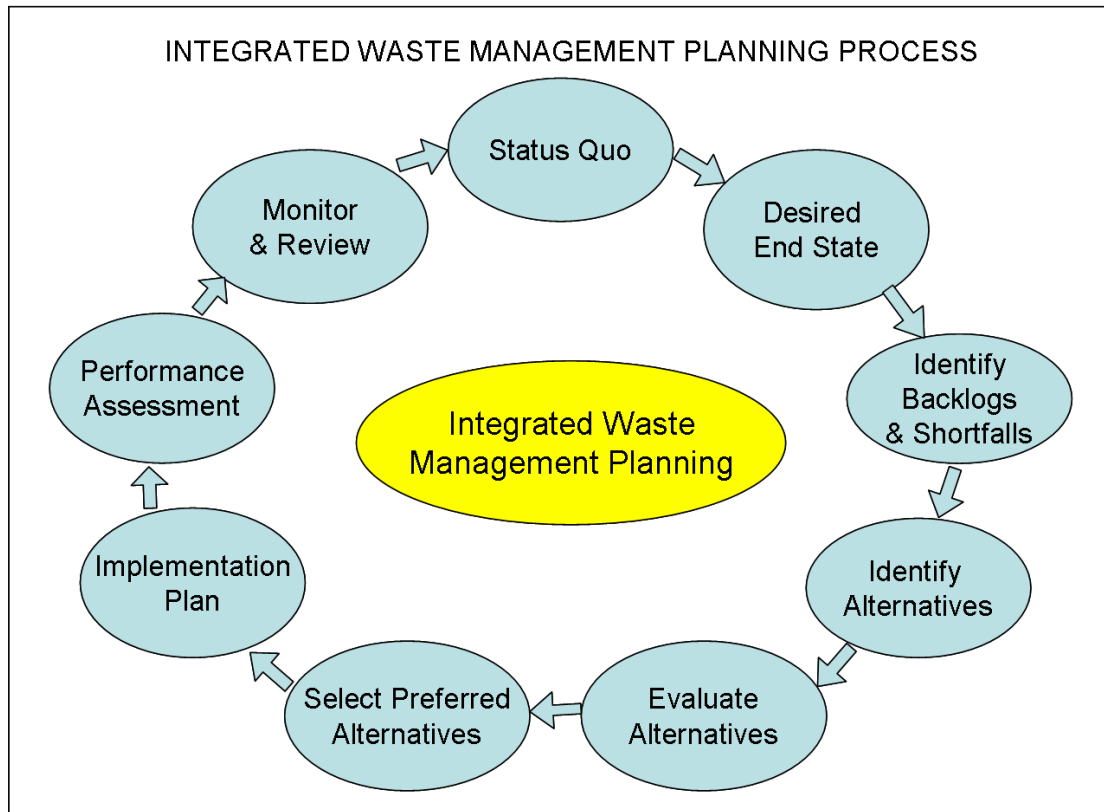 INTEGRATED WASTE MANAGEMENT PLANNING PROCESS
Status Quo
Desired
End State
Identify
Backlogs
& Shortfalls
Identify
Alternatives
Evaluate
Alternatives
Select Preferred
Alternatives
Implementation
Plan
Performance
Assessment
Monitor
& Review
Integrated Waste
Management Planning